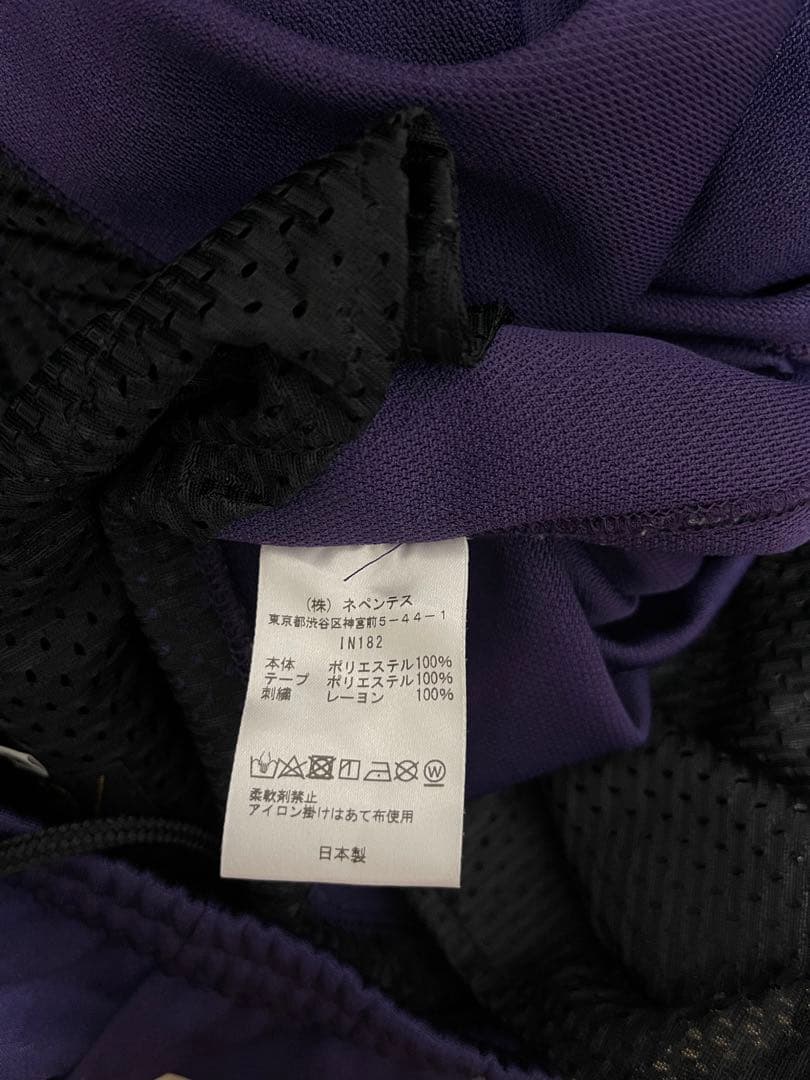 (株) ネペンテス
東京都渋谷区神宮前5-44-1
IN182
本体 ポリエステル100%
テープ ポリエステル100%
刺繍 レーヨン 100%
柔軟剤禁止
アイロン掛けはあて布使用
日本製